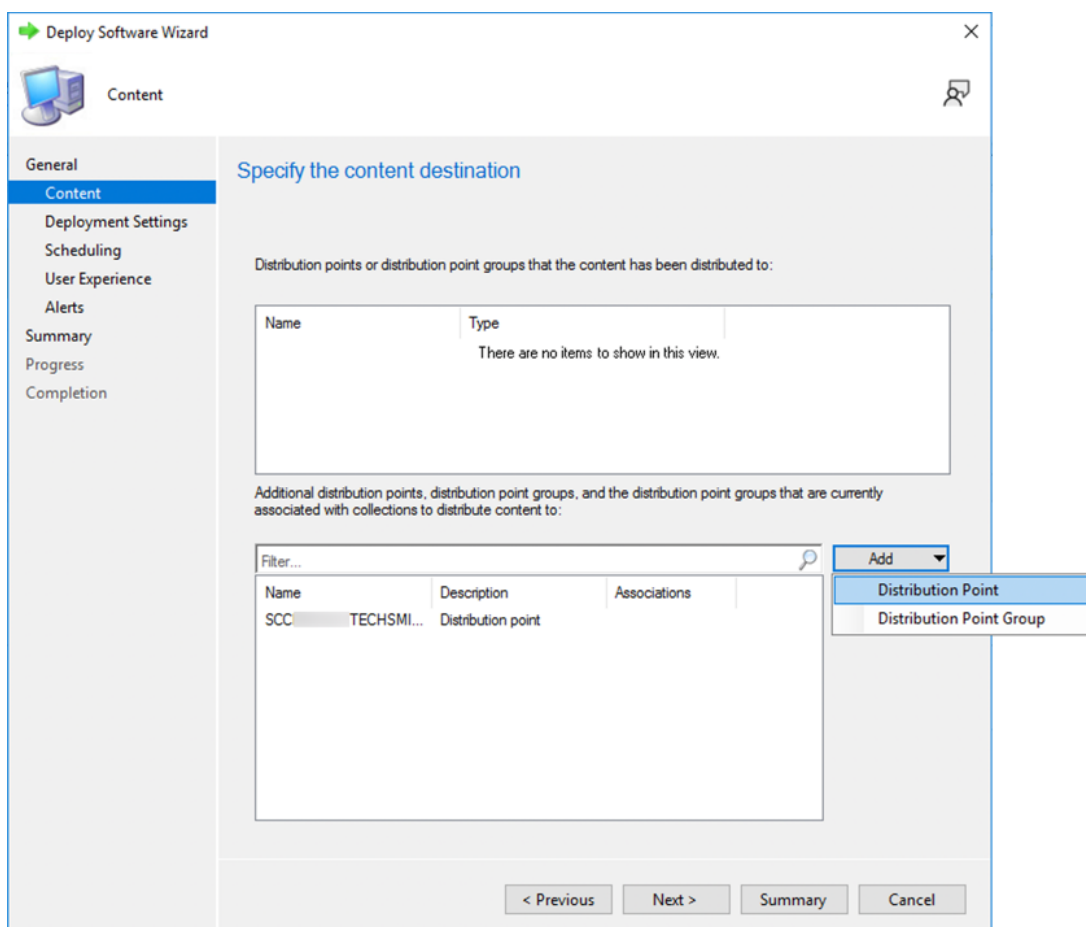 Deploy Software Wizard
Content
General
Content
Deployment Settings
Scheduling
User Experience
Alerts
Summary
Progress
Completion
Specify the content destination
Distribution points or distribution point groups that the content has been distributed to:
Name Type
There are no items to show in this view.
Additional distribution points, distribution point groups, and the distribution point groups that are currently
associated with collections to distribute content to:
Filter...
Add
Distribution Point
Distribution Point Group
Name Description Associations
SCC TECHSMI... Distribution point
< Previous Next > Summary Cancel